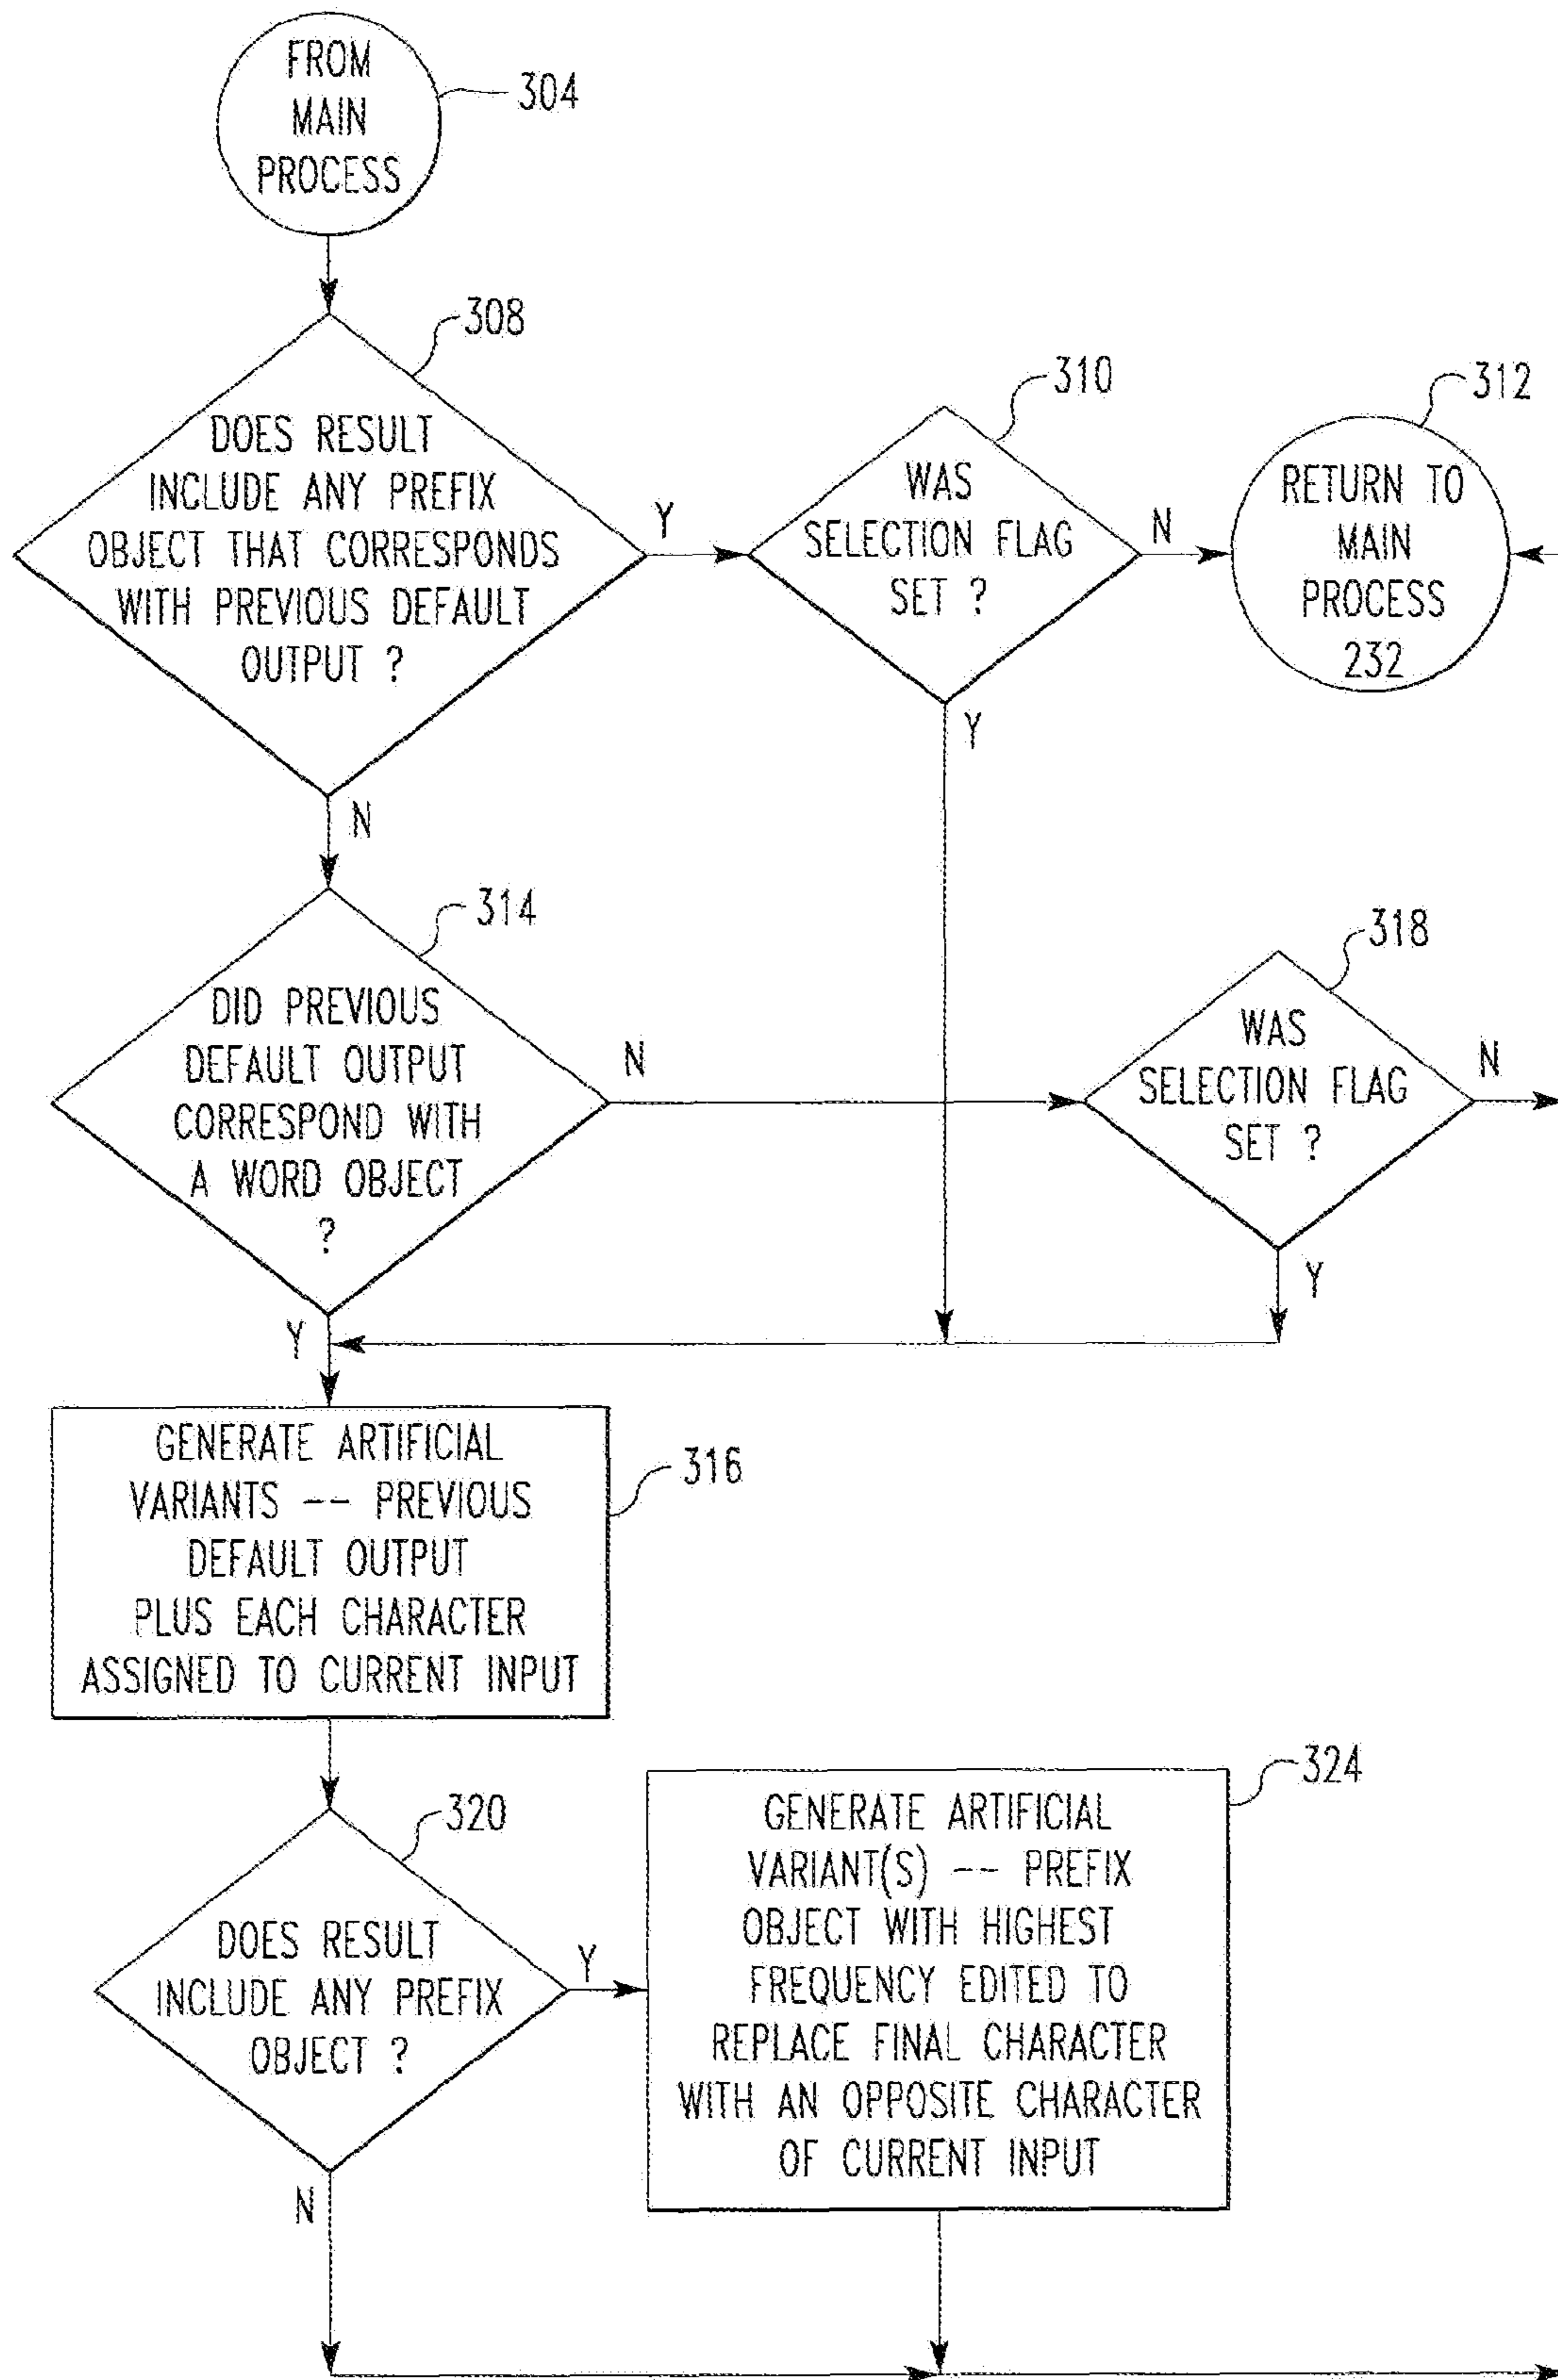 FROM
MAIN
PROCESS
304
308
DOES RESULT
INCLUDE ANY PREFIX
OBJECT THAT CORRESPONDS
WITH PREVIOUS DEFAULT
OUTPUT ?
Y
310
WAS
SELECTION FLAG
SET ?
N
312
RETURN TO
MAIN
PROCESS
232
Y
N
314
DID PREVIOUS
DEFAULT OUTPUT
CORRESPOND WITH
A WORD OBJECT
?
N
318
WAS
SELECTION FLAG
SET ?
N
Y
Y
GENERATE ARTIFICIAL
VARIANTS -- PREVIOUS
DEFAULT OUTPUT
PLUS EACH CHARACTER
ASSIGNED TO CURRENT INPUT
316
320
DOES RESULT
INCLUDE ANY PREFIX
OBJECT ?
Y
N
324
GENERATE ARTIFICIAL
VARIANT(S) -- PREFIX
OBJECT WITH HIGHEST
FREQUENCY EDITED TO
REPLACE FINAL CHARACTER
WITH AN OPPOSITE CHARACTER
OF CURRENT INPUT